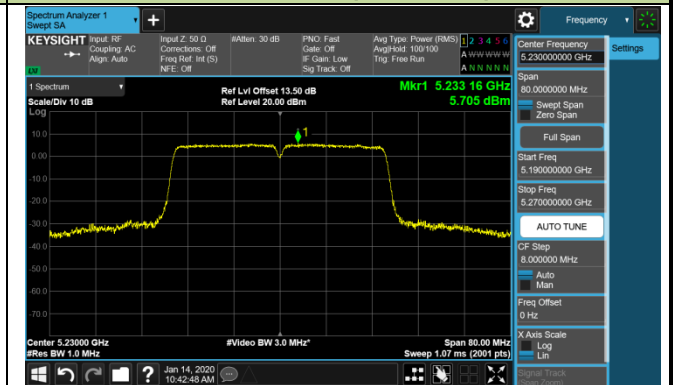 Spectrum Analyzer 1
Swept SA
Frequency
KEYSIGHT
Input: RF
Coupling: AC
Align: Auto
Input Z: 50 Ω
Corrections: Off
Freq Ref: Int (S)
NFE: Off
#Atten: 30 dB
PNO: Fast
Gate: Off
IF Gain: Low
Sig Track: Off
Avg Type: Power (RMS)
Avg|Hold: 100/100
Trig: Free Run
1 2 3 4 5 6
A W W W W W
A N N N N N
LNI
1 Spectrum
Scale/Div 10 dB
Log
Ref Lvl Offset 13.50 dB
Ref Level 20.00 dBm
Mkr1 5.233 16 GHz
5.705 dBm
1
10.0
0.00
-10.0
-20.0
-30.0
-40.0
-50.0
-60.0
-70.0
Center 5.23000 GHz
#Res BW 1.0 MHz
#Video BW 3.0 MHz*
Span 80.00 MHz
Sweep 1.07 ms (2001 pts)
Jan 14, 2020
10:42:48 AM
Center Frequency
5.230000000 GHz
Settings
Span
80.0000000 MHz
Swept Span
Zero Span
Full Span
Start Freq
5.190000000 GHz
Stop Freq
5.270000000 GHz
AUTO TUNE
CF Step
8.000000 MHz
Auto
Man
Freq Offset
0 Hz
X Axis Scale
Log
Lin
Signal Track
(Span Zoom)